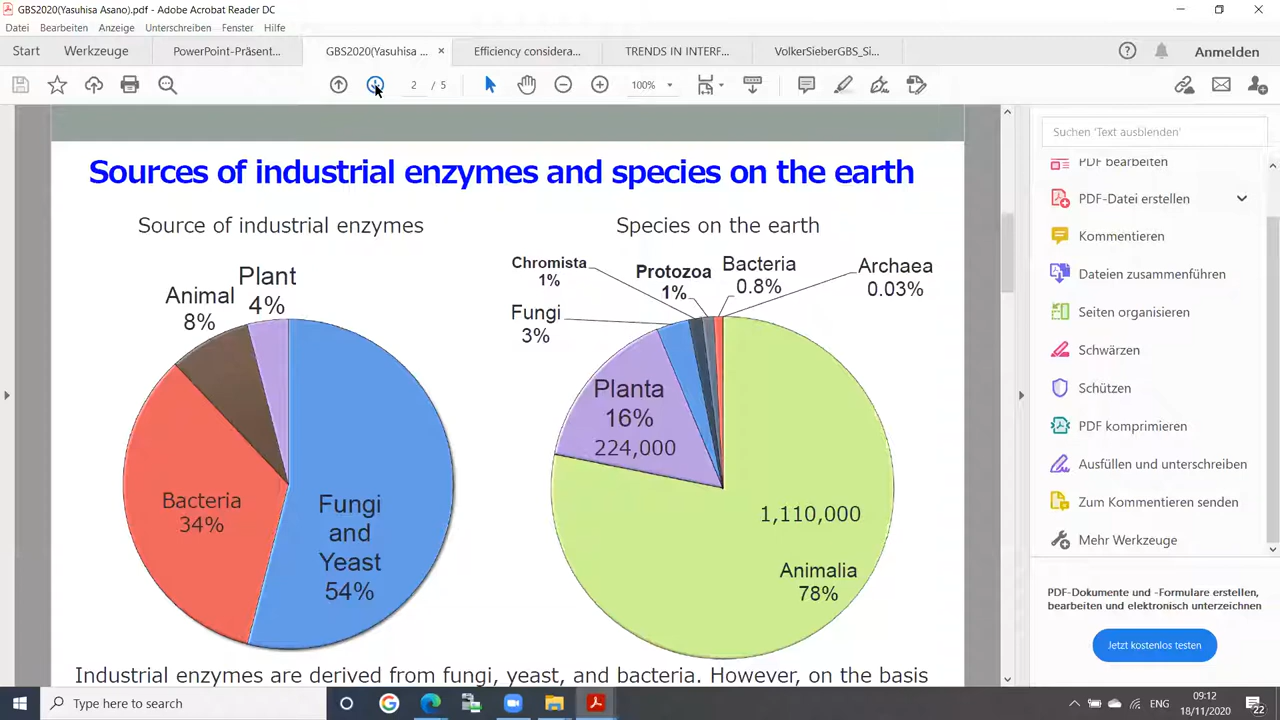 GBS2020(Yasuhisa Asano).pdf - Adobe Acrobat Reader DC
Datei Bearbeiten Anzeige Unterschreiben Fenster Hilfe
Start Werkzeuge PowerPoint-Präsent... GBS2020(Yasuhisa ... × Efficiency considera... TRENDS IN INTERF... VolkerSieberGBS_Si... Anmelden
2 / 5 100%
Suchen 'Text ausblenden'
PDF bearbeiten
PDF-Datei erstellen
Kommentieren
Dateien zusammenführen
Seiten organisieren
Schwärzen
Schützen
PDF komprimieren
Ausfüllen und unterschreiben
Zum Kommentieren senden
Mehr Werkzeuge
PDF-Dokumente und -Formulare erstellen,
bearbeiten und elektronisch unterzeichnen
Jetzt kostenlos testen
Sources of industrial enzymes and species on the earth
Source of industrial enzymes
Plant
4%
Animal
8%
Bacteria
34%
Fungi
and
Yeast
54%
Species on the earth
Chromista
1%
Protozoa
1%
Bacteria
0.8%
Archaea
0.03%
Fungi
3%
Planta
16%
224,000
1,110,000
Animalia
78%
Industrial enzymes are derived from fungi, yeast, and bacteria. However, on the basis
Type here to search
ENG
09:12
18/11/2020
22